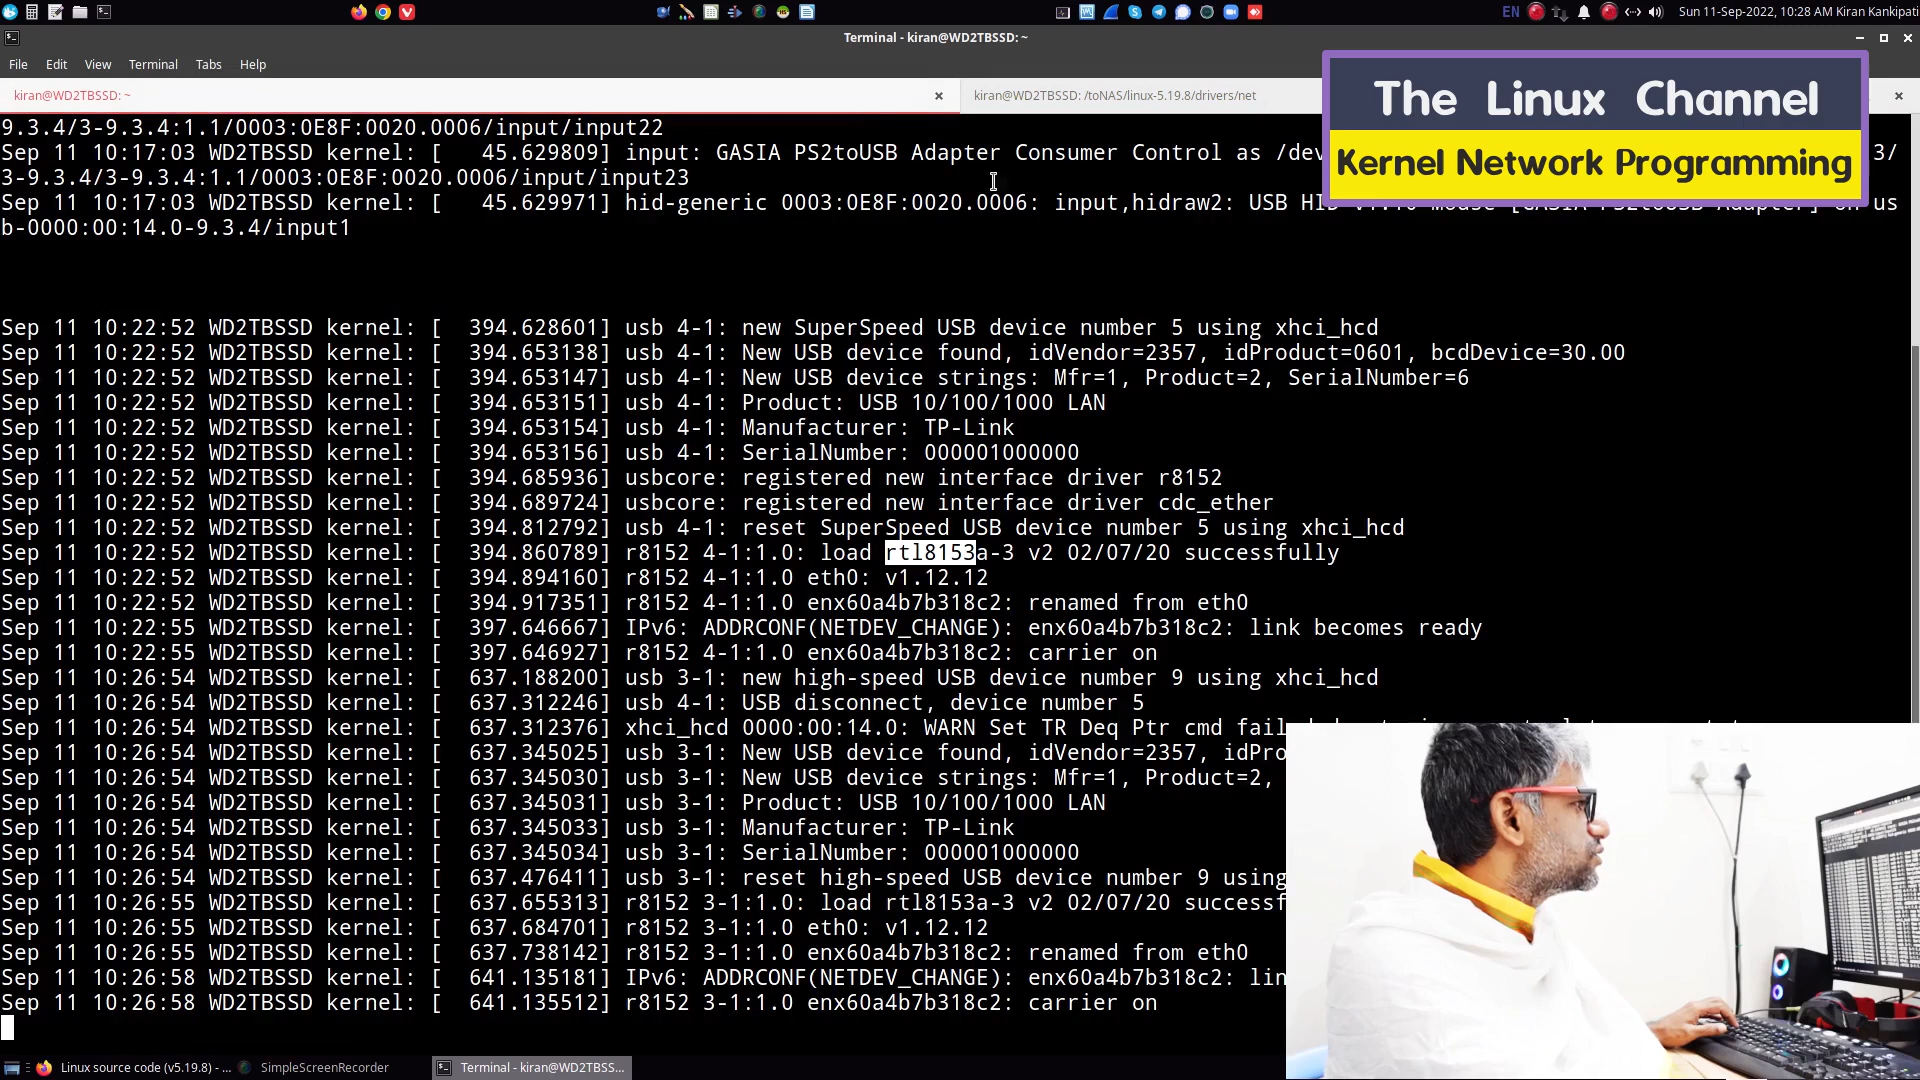 EN
Sun 11-Sep-2022, 10:28 AM Kiran Kankipati
Terminal - kiran@WD2TBSSD: ~
File Edit View Terminal Tabs Help
kiran@WD2TBSSD: ~
kiran@WD2TBSSD: /toNAS/linux-5.19.8/drivers/net
The Linux Channel
Kernel Network Programming
9.3.4/3-9.3.4:1.1/0003:0E8F:0020.0006/input/input22
Sep 11 10:17:03 WD2TBSSD kernel: [   45.629809] input: GASIA PS2toUSB Adapter Consumer Control as /dev 3/
3-9.3.4/3-9.3.4:1.1/0003:0E8F:0020.0006/input/input23
Sep 11 10:17:03 WD2TBSSD kernel: [   45.629971] hid-generic 0003:0E8F:0020.0006: input,hidraw2: USB on us
b-0000:00:14.0-9.3.4/input1
Sep 11 10:22:52 WD2TBSSD kernel: [  394.628601] usb 4-1: new SuperSpeed USB device number 5 using xhci_hcd
Sep 11 10:22:52 WD2TBSSD kernel: [  394.653138] usb 4-1: New USB device found, idVendor=2357, idProduct=0601, bcdDevice=30.00
Sep 11 10:22:52 WD2TBSSD kernel: [  394.653147] usb 4-1: New USB device strings: Mfr=1, Product=2, SerialNumber=6
Sep 11 10:22:52 WD2TBSSD kernel: [  394.653151] usb 4-1: Product: USB 10/100/1000 LAN
Sep 11 10:22:52 WD2TBSSD kernel: [  394.653154] usb 4-1: Manufacturer: TP-Link
Sep 11 10:22:52 WD2TBSSD kernel: [  394.653156] usb 4-1: SerialNumber: 000001000000
Sep 11 10:22:52 WD2TBSSD kernel: [  394.685936] usbcore: registered new interface driver r8152
Sep 11 10:22:52 WD2TBSSD kernel: [  394.689724] usbcore: registered new interface driver cdc_ether
Sep 11 10:22:52 WD2TBSSD kernel: [  394.812792] usb 4-1: reset SuperSpeed USB device number 5 using xhci_hcd
Sep 11 10:22:52 WD2TBSSD kernel: [  394.860789] r8152 4-1:1.0: load rtl8153a-3 v2 02/07/20 successfully
Sep 11 10:22:52 WD2TBSSD kernel: [  394.894160] r8152 4-1:1.0 eth0: v1.12.12
Sep 11 10:22:52 WD2TBSSD kernel: [  394.917351] r8152 4-1:1.0 enx60a4b7b318c2: renamed from eth0
Sep 11 10:22:55 WD2TBSSD kernel: [  397.646667] IPv6: ADDRCONF(NETDEV_CHANGE): enx60a4b7b318c2: link becomes ready
Sep 11 10:22:55 WD2TBSSD kernel: [  397.646927] r8152 4-1:1.0 enx60a4b7b318c2: carrier on
Sep 11 10:26:54 WD2TBSSD kernel: [  637.188200] usb 3-1: new high-speed USB device number 9 using xhci_hcd
Sep 11 10:26:54 WD2TBSSD kernel: [  637.312246] usb 4-1: USB disconnect, device number 5
Sep 11 10:26:54 WD2TBSSD kernel: [  637.312376] xhci_hcd 0000:00:14.0: WARN Set TR Deq Ptr cmd fail
Sep 11 10:26:54 WD2TBSSD kernel: [  637.345025] usb 3-1: New USB device found, idVendor=2357, idPro
Sep 11 10:26:54 WD2TBSSD kernel: [  637.345030] usb 3-1: New USB device strings: Mfr=1, Product=2,
Sep 11 10:26:54 WD2TBSSD kernel: [  637.345031] usb 3-1: Product: USB 10/100/1000 LAN
Sep 11 10:26:54 WD2TBSSD kernel: [  637.345033] usb 3-1: Manufacturer: TP-Link
Sep 11 10:26:54 WD2TBSSD kernel: [  637.345034] usb 3-1: SerialNumber: 000001000000
Sep 11 10:26:54 WD2TBSSD kernel: [  637.476411] usb 3-1: reset high-speed USB device number 9 using
Sep 11 10:26:55 WD2TBSSD kernel: [  637.655313] r8152 3-1:1.0: load rtl8153a-3 v2 02/07/20 successf
Sep 11 10:26:55 WD2TBSSD kernel: [  637.684701] r8152 3-1:1.0 eth0: v1.12.12
Sep 11 10:26:55 WD2TBSSD kernel: [  637.738142] r8152 3-1:1.0 enx60a4b7b318c2: renamed from eth0
Sep 11 10:26:58 WD2TBSSD kernel: [  641.135181] IPv6: ADDRCONF(NETDEV_CHANGE): enx60a4b7b318c2: lin
Sep 11 10:26:58 WD2TBSSD kernel: [  641.135512] r8152 3-1:1.0 enx60a4b7b318c2: carrier on
Linux source code (v5.19.8) - ...
SimpleScreenRecorder
Terminal - kiran@WD2TBSS...